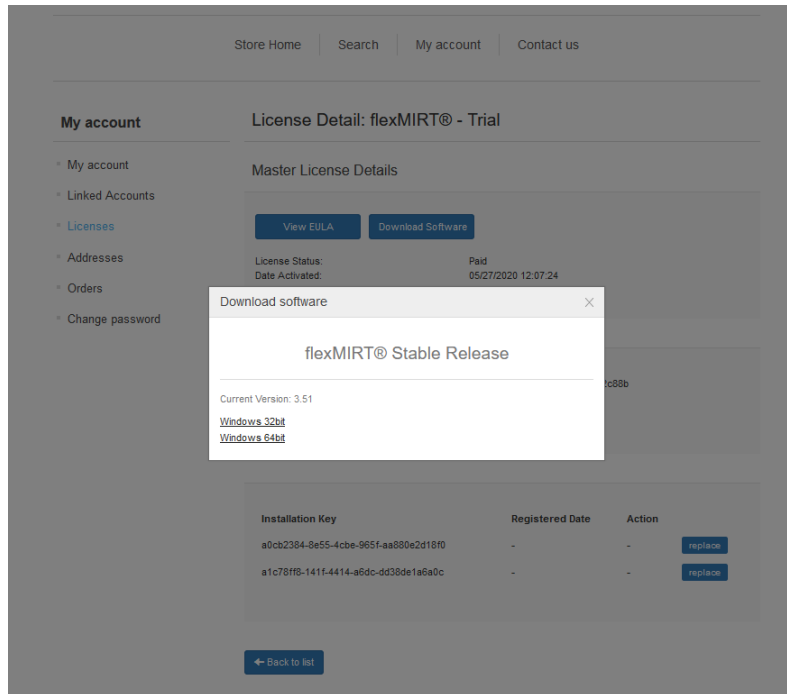 Store Home Search My account Contact us
My account
My account
Linked Accounts
Licenses
Addresses
Orders
Change password
License Detail: flexMIRT® - Trial
Master License Details
View EULA Download Software
License Status: Paid
Date Activated: 05/27/2020 12:07:24
Download software
flexMIRT® Stable Release
Current Version: 3.51
Windows 32bit
Windows 64bit
2c88b
Installation Key Registered Date Action
a0cb2384-8e55-4cbe-965f-aa880e2d18f0 - - replace
a1c78ff8-141f-4414-a6dc-dd38de1a6a0c - - replace
Back to list